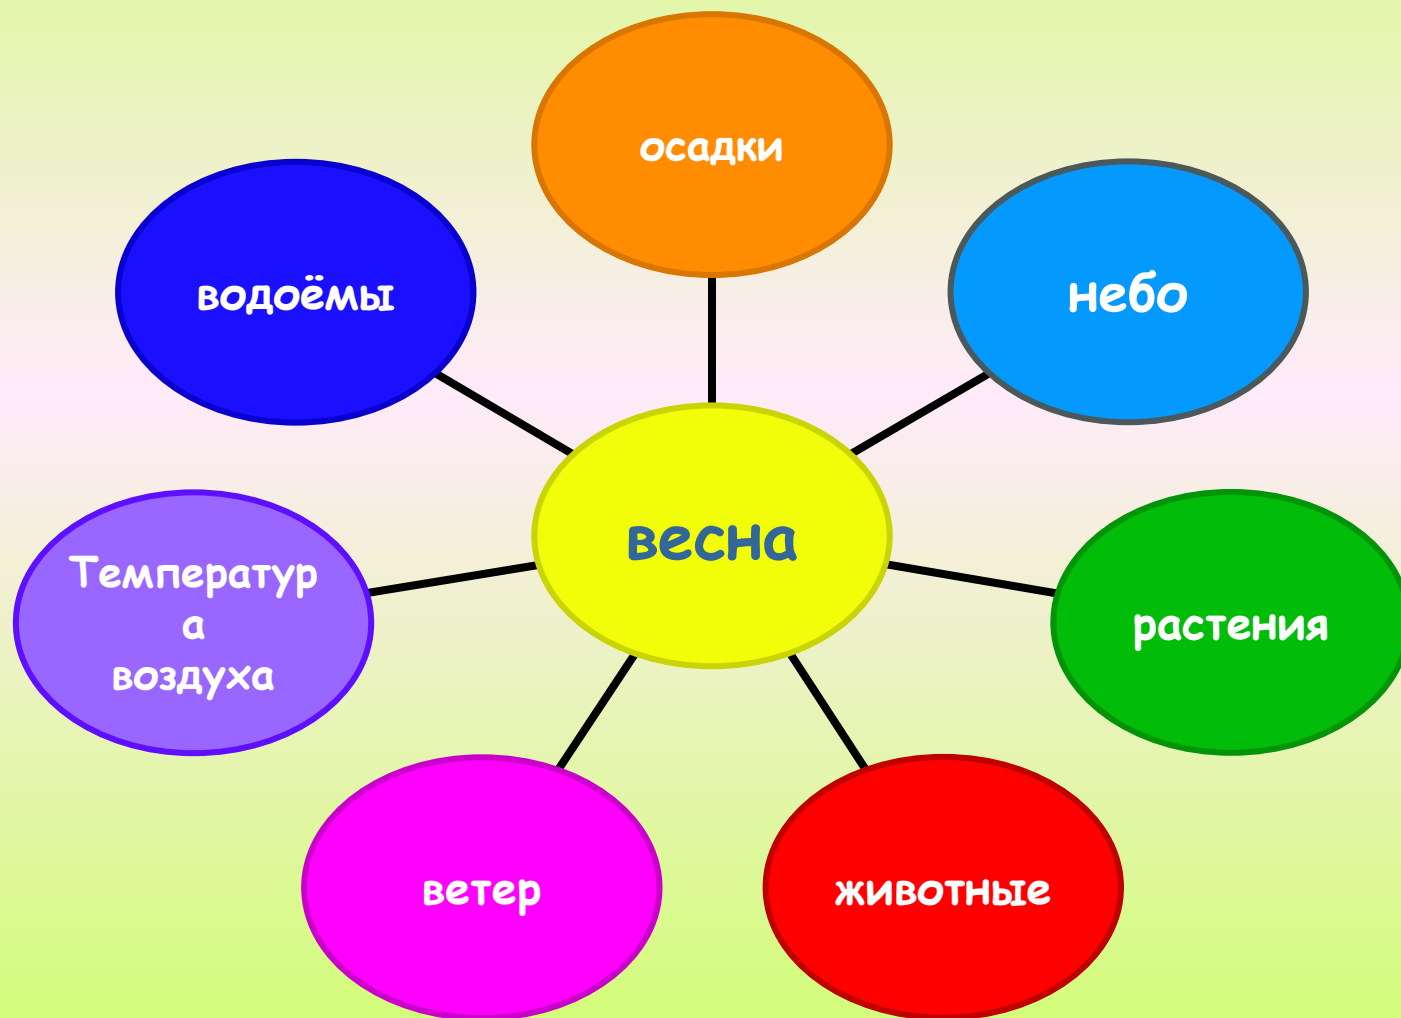 осадки
водоёмы
небо
весна
Температур
а
воздуха
растения
ветер
животные